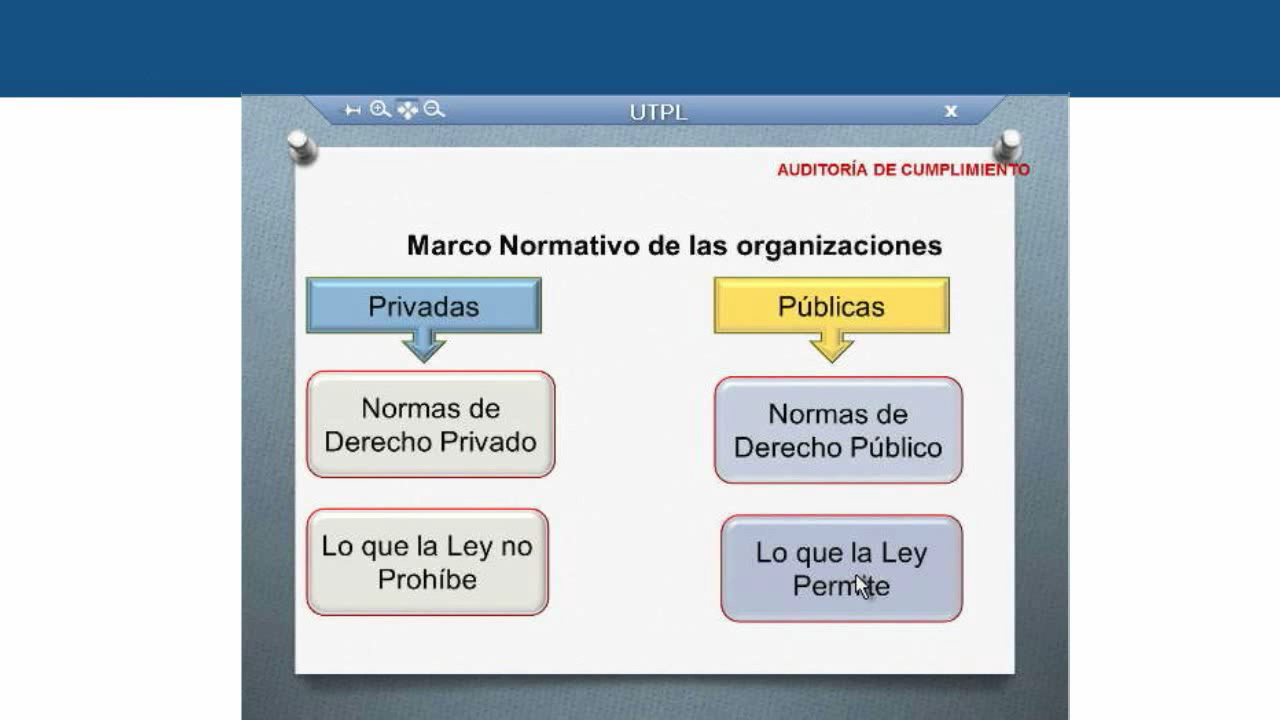 UTPL
AUDITORÍA DE CUMPLIMIENTO
Marco Normativo de las organizaciones
Privadas
Normas de
Derecho Privado
Lo que la Ley no
Prohíbe
Públicas
Normas de
Derecho Público
Lo que la Ley
Permite